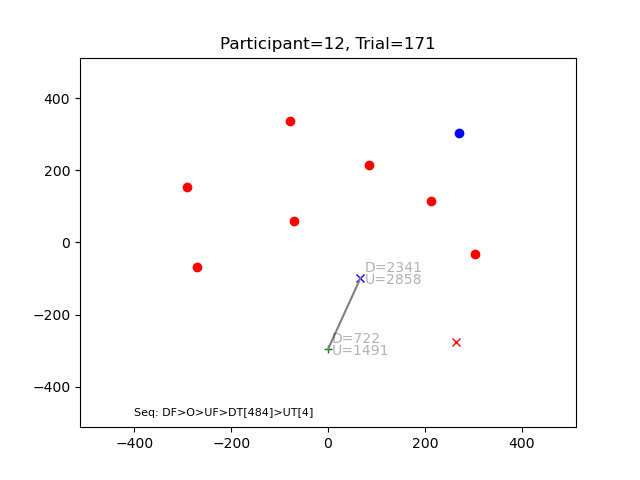 Participant=12, Trial=171
400
200
0
−200
−400
D=2341
U=2858
D=722
U=1491
Seq: DF>O>UF>DT[484]>UT[4]
−400 −200 0 200 400